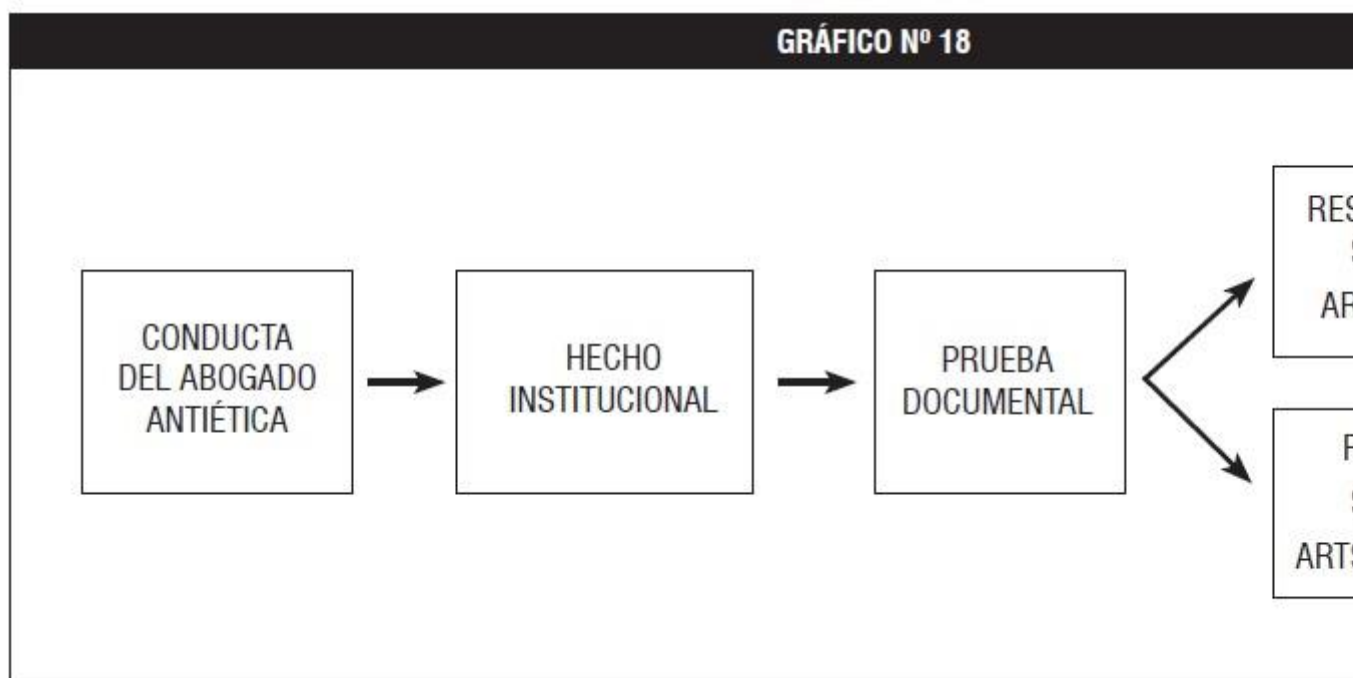 GRÁFICO Nº 18
CONDUCTA
DEL ABOGADO
ANTIÉTICA
HECHO
INSTITUCIONAL
PRUEBA
DOCUMENTAL